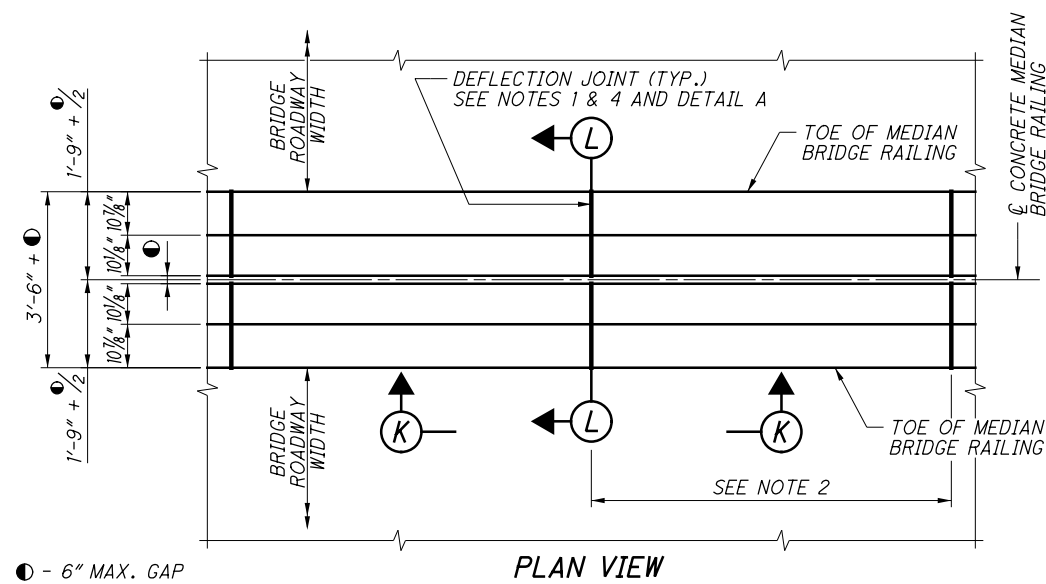 DEFLECTION JOINT (TYP.)
SEE NOTES 1 & 4 AND DETAIL A
BRIDGE
ROADWAY
WIDTH
L
TOE OF MEDIAN
BRIDGE RAILING
℄ CONCRETE MEDIAN
BRIDGE RAILING
1'-9" + ◐/2
3'-6" + ◐
10⅞"
10⅛"
◐
10⅛"
10⅞"
1'-9" + ◐/2
K
L
K
BRIDGE
ROADWAY
WIDTH
TOE OF MEDIAN
BRIDGE RAILING
SEE NOTE 2
◐ - 6" MAX. GAP
PLAN VIEW